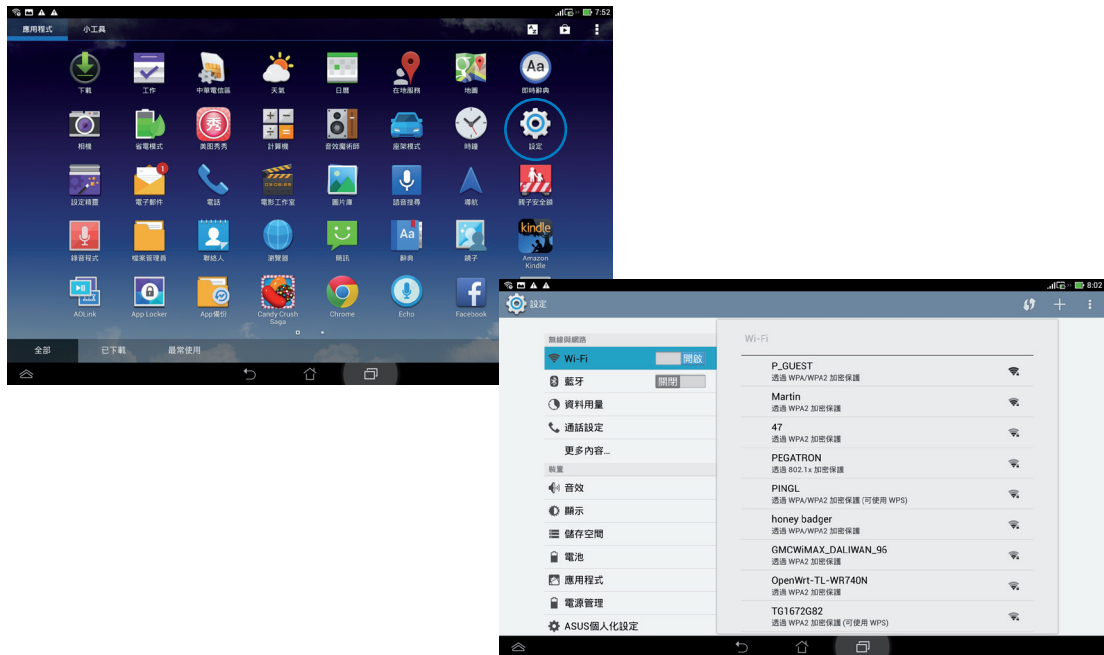 7:52
應用程式 小工具
下載 工作 中華電信區 天氣 日曆 在地服務 地圖 即時辭典
Aa
相機 省電模式 美图秀秀 計算機 音效魔術師 座架模式 時鐘 設定
秀
設定精靈 電子郵件 電話 電影工作室 圖片庫 語音搜尋 導航 親子安全鎖
1
錄音程式 檔案管理員 聯絡人 瀏覽器 簡訊 辭典 鏡子 Amazon Kindle
Aa
kindle
AOLink App Locker App備份 Candy Crush Saga Chrome Echo Facebook
全部 已下載 最常使用
8:02
設定
無線與網路
Wi-Fi 開啟
藍牙 關閉
資料用量
通話設定
更多內容...
裝置
音效
顯示
儲存空間
電池
應用程式
電源管理
ASUS個人化設定
Wi-Fi
P_GUEST
透過 WPA/WPA2 加密保護
Martin
透過 WPA2 加密保護
47
透過 WPA2 加密保護
PEGATRON
透過 802.1x 加密保護
PINGL
透過 WPA/WPA2 加密保護 (可使用 WPS)
honey badger
透過 WPA/WPA2 加密保護
GMCWiMAX_DALIWAN_96
透過 WPA2 加密保護
OpenWrt-TL-WR740N
透過 WPA2 加密保護
TG1672G82
透過 WPA2 加密保護 (可使用 WPS)